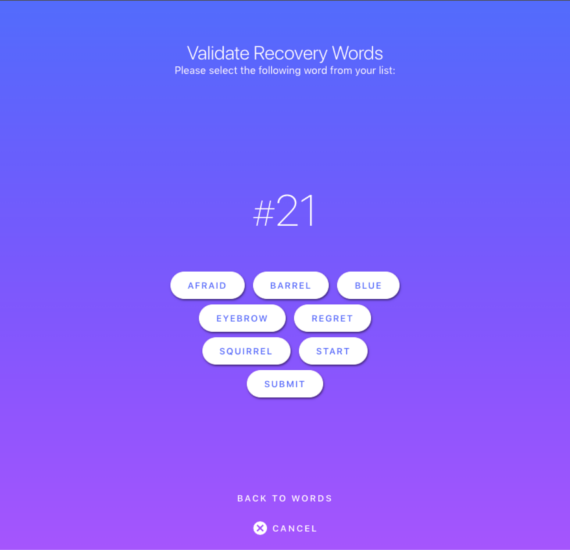 Validate Recovery Words
Please select the following word from your list:
#21
AFRAID BARREL BLUE
EYEBROW REGRET
SQUIRREL START
SUBMIT
BACK TO WORDS
CANCEL